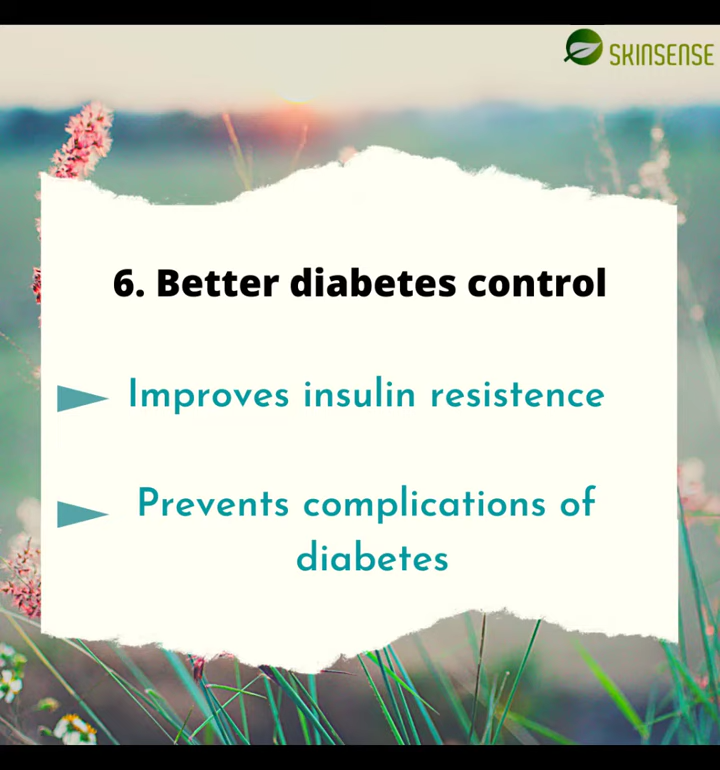 SKINSENSE
6. Better diabetes control
Improves insulin resistence
Prevents complications of
diabetes